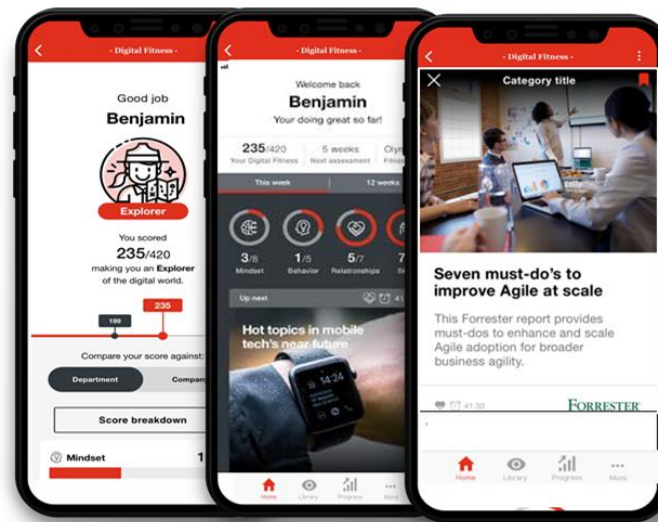 - Digital Fitness -
Good job
Benjamin
Explorer
You scored
235/420
making you an Explorer
of the digital world.
235
199
Compare your score against:
Department
Score breakdown
Mindset
- Digital Fitness -
Welcome back
Benjamin
Your doing great so far!
235/420
Your Digital Fitness
5 weeks
Next assessment
This week
12 weeks
3/8
Mindset
1/5
Behavior
5/7
Relationships
Up next
Hot topics in mobile
tech's near future
14:24
Home
Library
Progress
More
- Digital Fitness -
Category title
Seven must-do's to
improve Agile at scale
This Forrester report provides
must-dos to enhance and scale
Agile adoption for broader
business agility.
41:30
FORRESTER
Home
Library
Progress
More